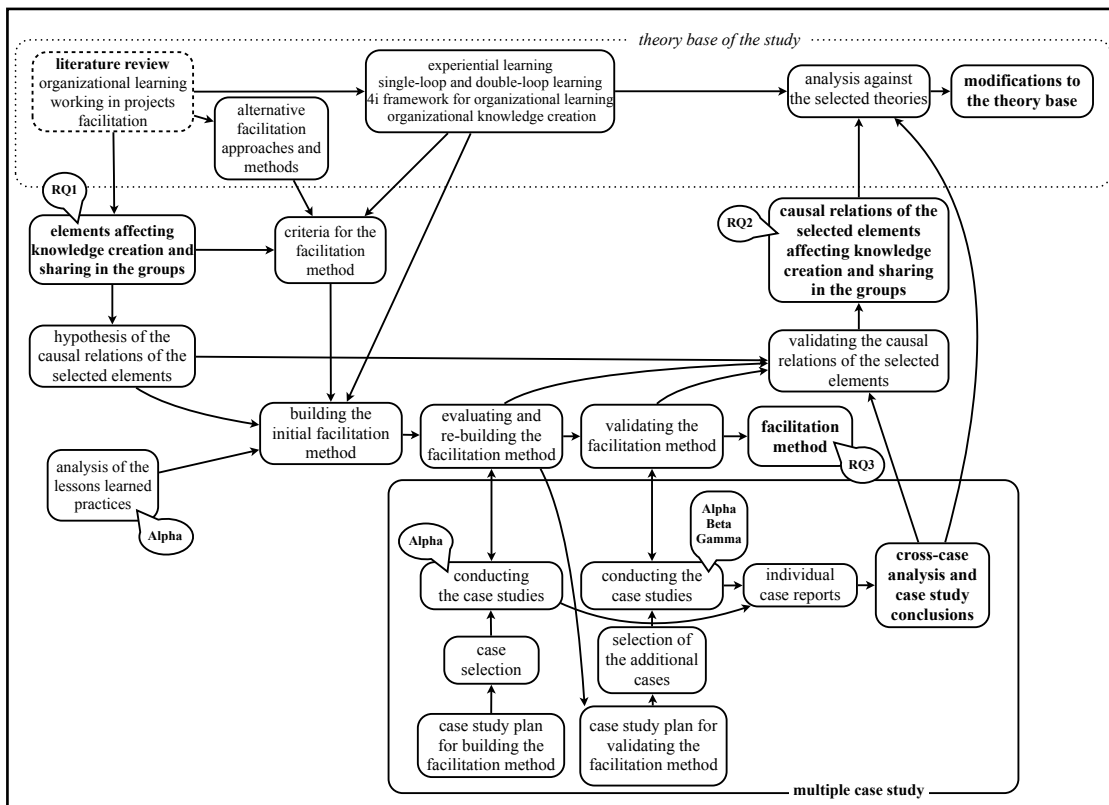 theory base of the study
literature review
organizational learning
working in projects
facilitation
experiential learning
single-loop and double-loop learning
4i framework for organizational learning
organizational knowledge creation
analysis against
the selected theories
modifications to
the theory base
alternative
facilitation
approaches and
methods
RQ1
elements affecting
knowledge creation and
sharing in the groups
criteria for the
facilitation
method
RQ2
causal relations of the
selected elements
affecting knowledge
creation and sharing
in the groups
hypothesis of the
causal relations of the
selected elements
validating the causal
relations of the selected
elements
building the
initial facilitation
method
evaluating and
re-building the
facilitation method
validating the
facilitation method
facilitation
method
RQ3
analysis of the
lessons learned
practices
Alpha
Alpha
Alpha
Beta
Gamma
conducting
the case studies
conducting the
case studies
individual
case reports
cross-case
analysis and
case study
conclusions
case
selection
selection of
the additional
cases
case study plan
for building the
facilitation method
case study plan for
validating the
facilitation method
multiple case study